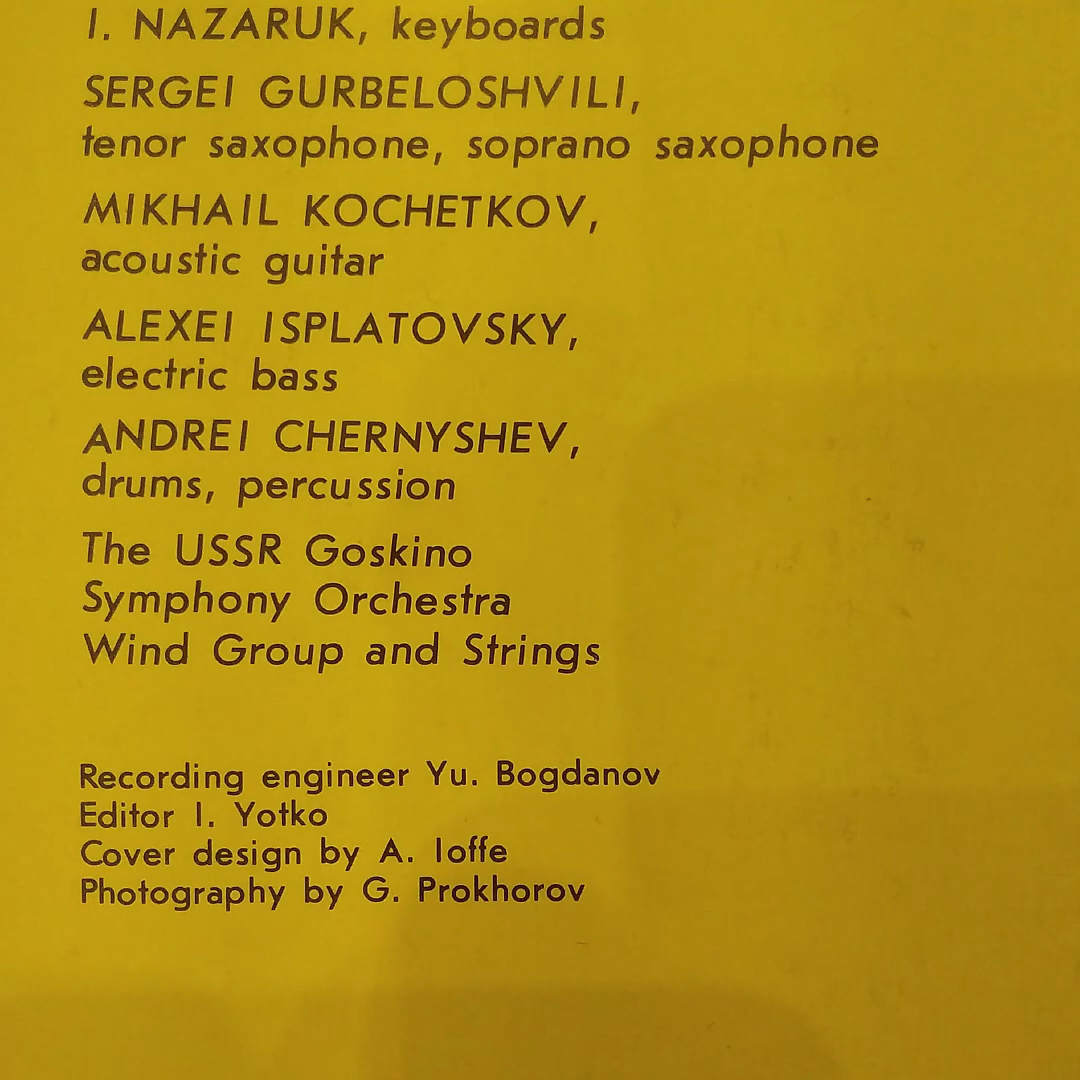 I. NAZARUK, keyboards
SERGEI GURBELOSHVILI,
tenor saxophone, soprano saxophone
MIKHAIL KOCHETKOV,
acoustic guitar
ALEXEI ISPLATOVSKY,
electric bass
ANDREI CHERNYSHEV,
drums, percussion
The USSR Goskino
Symphony Orchestra
Wind Group and Strings
Recording engineer Yu. Bogdanov
Editor I. Yotko
Cover design by A. Ioffe
Photography by G. Prokhorov